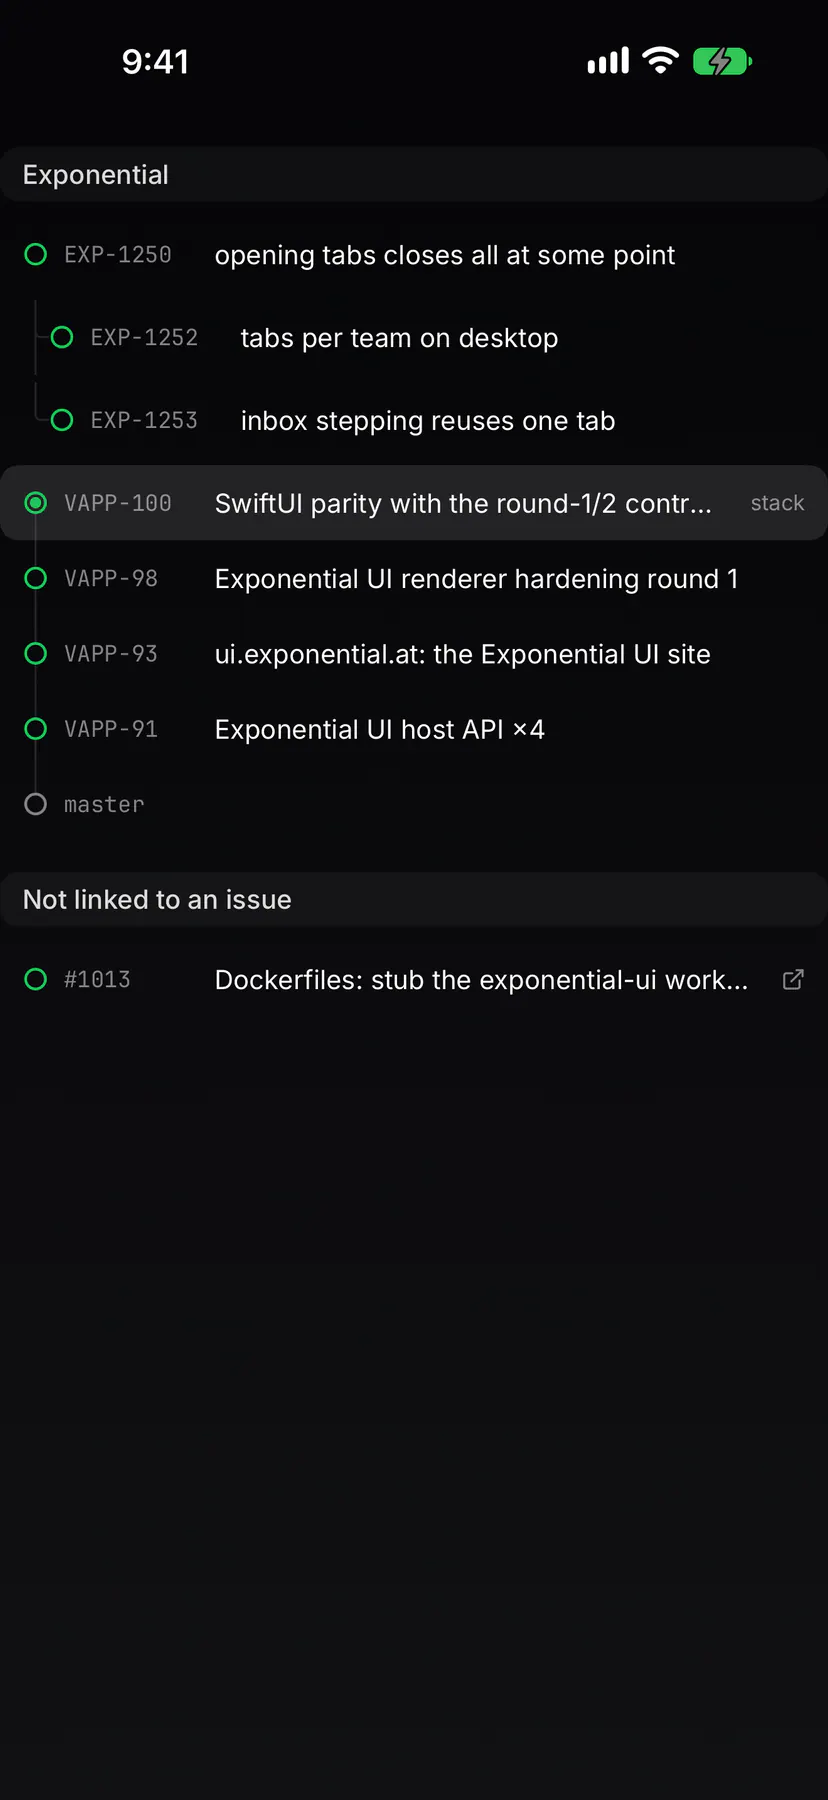 9:41
Exponential
EXP-1250 opening tabs closes all at some point
EXP-1252 tabs per team on desktop
EXP-1253 inbox stepping reuses one tab
VAPP-100 SwiftUI parity with the round-1/2 contr... stack
VAPP-98 Exponential UI renderer hardening round 1
VAPP-93 ui.exponential.at: the Exponential UI site
VAPP-91 Exponential UI host API ×4
master
Not linked to an issue
#1013 Dockerfiles: stub the exponential-ui work...